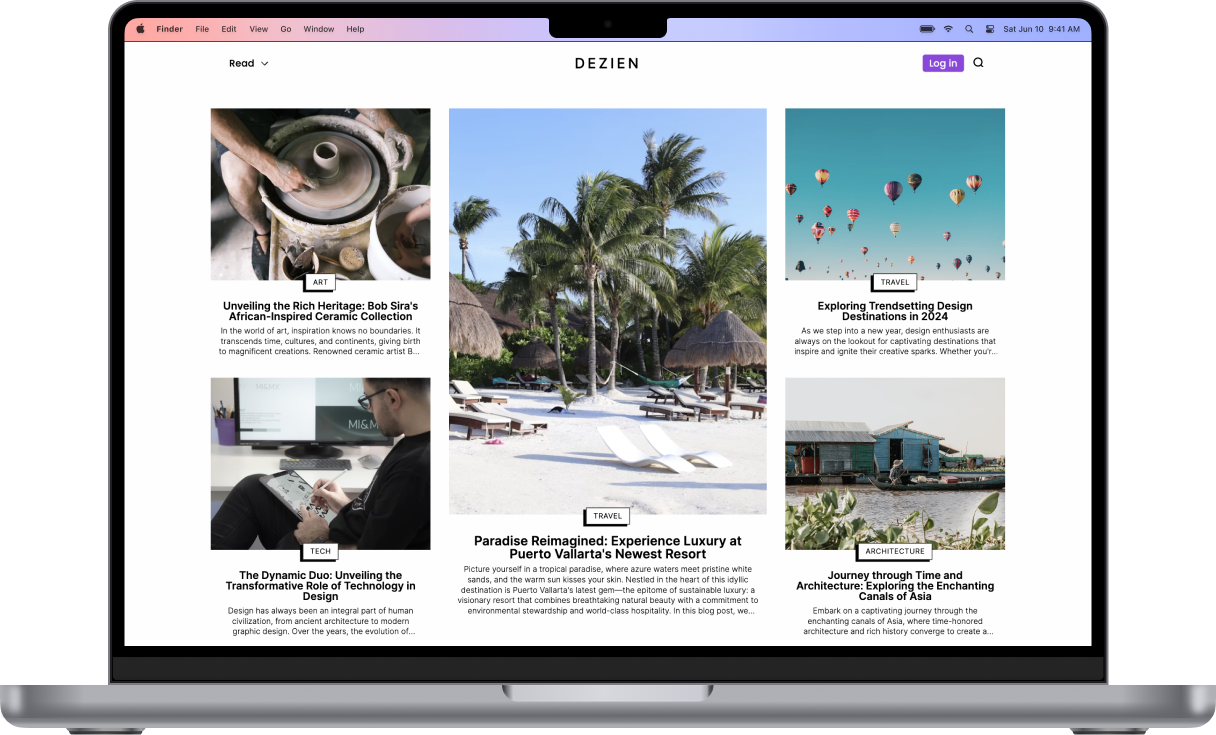 Finder File Edit View Go Window Help
Sat Jun 10 9:41 AM
Read
DEZIEN
Log in
ART
Unveiling the Rich Heritage: Bob Sira's
African-Inspired Ceramic Collection
In the world of art, inspiration knows no boundaries. It
transcends time, cultures, and continents, giving birth
to magnificent creations. Renowned ceramic artist B...
MI&MY
MI&M
TECH
The Dynamic Duo: Unveiling the
Transformative Role of Technology in
Design
Design has always been an integral part of human
civilization, from ancient architecture to modern
graphic design. Over the years, the evolution of...
TRAVEL
Paradise Reimagined: Experience Luxury at
Puerto Vallarta's Newest Resort
Picture yourself in a tropical paradise, where azure waters meet pristine white
sands, and the warm sun kisses your skin. Nestled in the heart of this idyllic
destination is Puerto Vallarta's latest gem—the epitome of sustainable luxury: a
visionary resort that combines breathtaking natural beauty with a commitment to
environmental stewardship and world-class hospitality. In this blog post, we...
TRAVEL
Exploring Trendsetting Design
Destinations in 2024
As we step into a new year, design enthusiasts are
always on the lookout for captivating destinations that
inspire and ignite their creative sparks. Whether you'r...
ARCHITECTURE
Journey through Time and
Architecture: Exploring the Enchanting
Canals of Asia
Embark on a captivating journey through the
enchanting canals of Asia, where time-honored
architecture and rich history converge to create a...